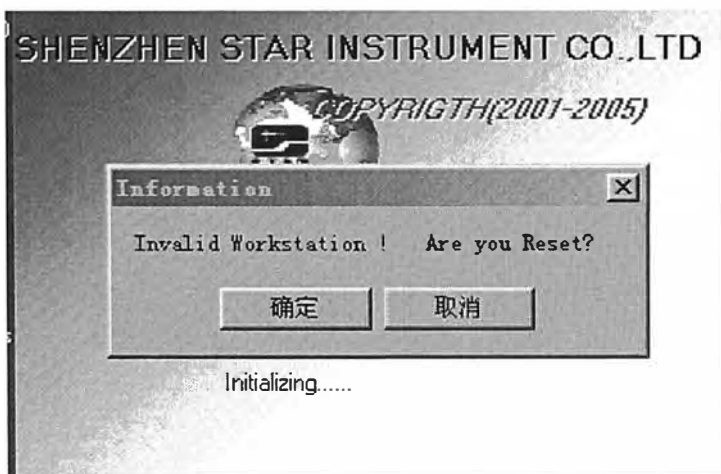 SHENZHEN STAR INSTRUMENT CO.,LTD
COPYRIGTH(2001-2005)
Information
Invalid Workstation ! Are you Reset?
确定 取消
Initializing......